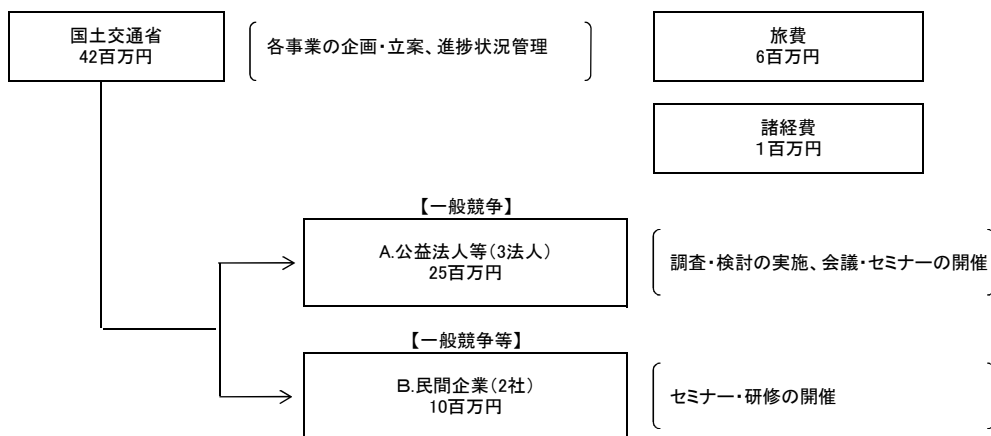 国土交通省
42百万円
各事業の企画・立案、進捗状況管理
旅費
6百万円
諸経費
1百万円
【一般競争】
A.公益法人等(3法人)
25百万円
調査・検討の実施、会議・セミナーの開催
【一般競争等】
B.民間企業(2社)
10百万円
セミナー・研修の開催